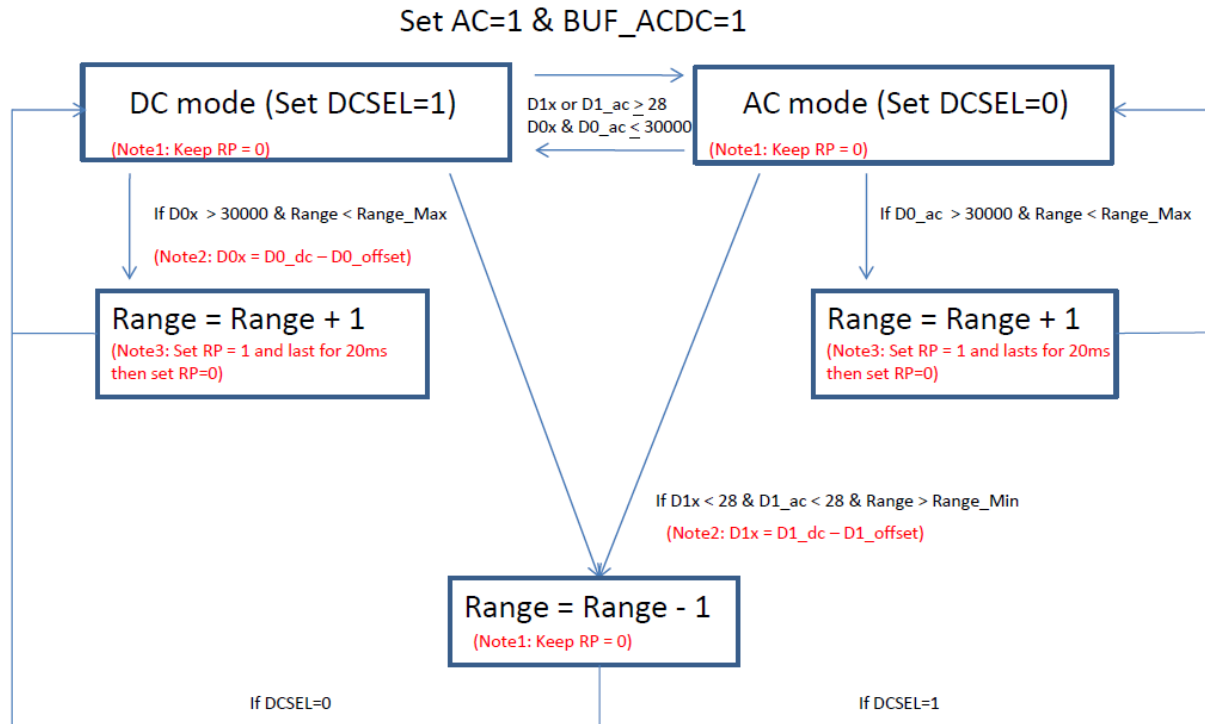 Set AC=1 & BUF_ACDC=1
DC mode (Set DCSEL=1)
(Note1: Keep RP = 0)
D1x or D1_ac ≥ 28
D0x & D0_ac ≤ 30000
AC mode (Set DCSEL=0)
(Note1: Keep RP = 0)
If D0x > 30000 & Range < Range_Max
(Note2: D0x = D0_dc – D0_offset)
If D0_ac > 30000 & Range < Range_Max
Range = Range + 1
(Note3: Set RP = 1 and last for 20ms
then set RP=0)
Range = Range + 1
(Note3: Set RP = 1 and lasts for 20ms
then set RP=0)
If D1x < 28 & D1_ac < 28 & Range > Range_Min
(Note2: D1x = D1_dc – D1_offset)
Range = Range - 1
(Note1: Keep RP = 0)
If DCSEL=0
If DCSEL=1